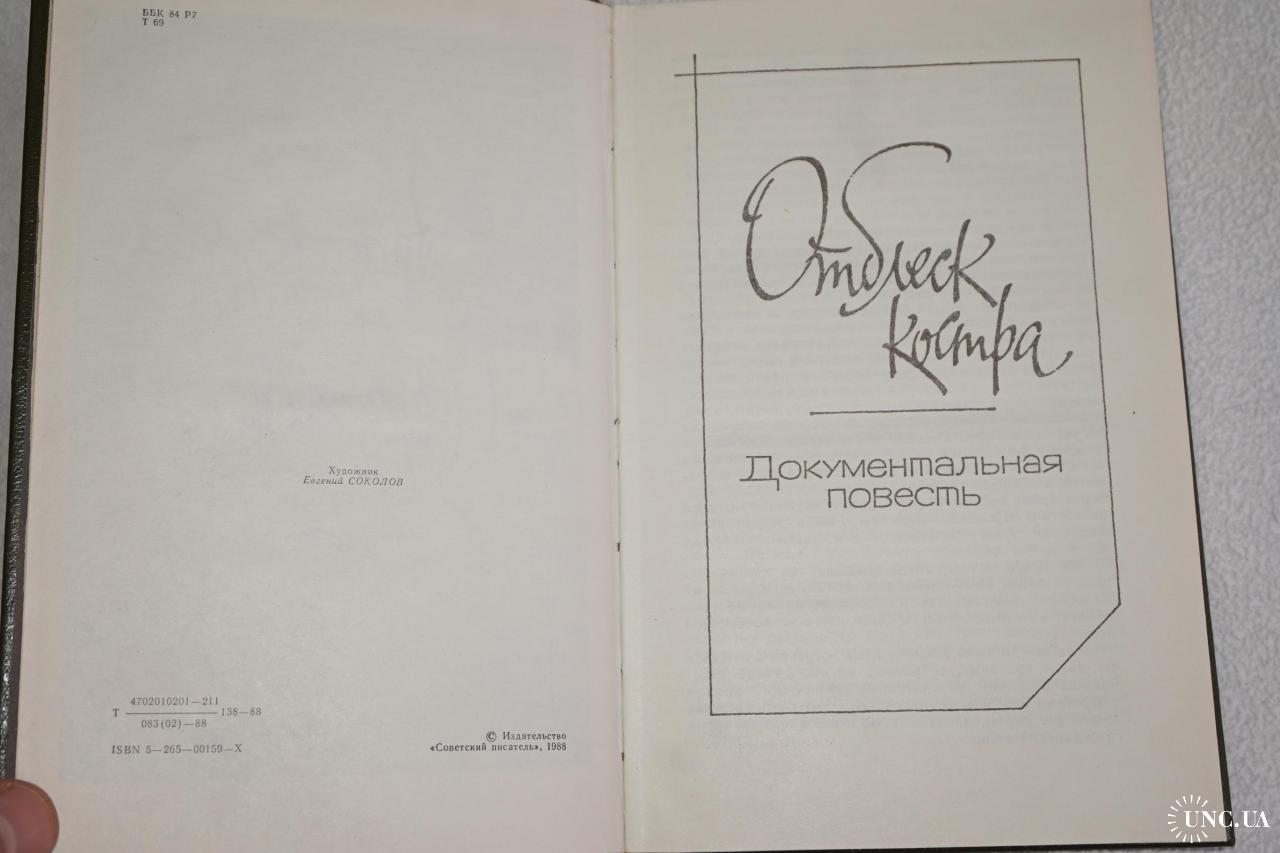 ББК 84 Р7
Т 69
Художник
Евгений СОКОЛОВ
4702010201—211
Т 138—88
083(02)—88
ISBN 5—265—00159—X
© Издательство
«Советский писатель», 1988
Отблеск
костра
Документальная
повесть
UNC.UA